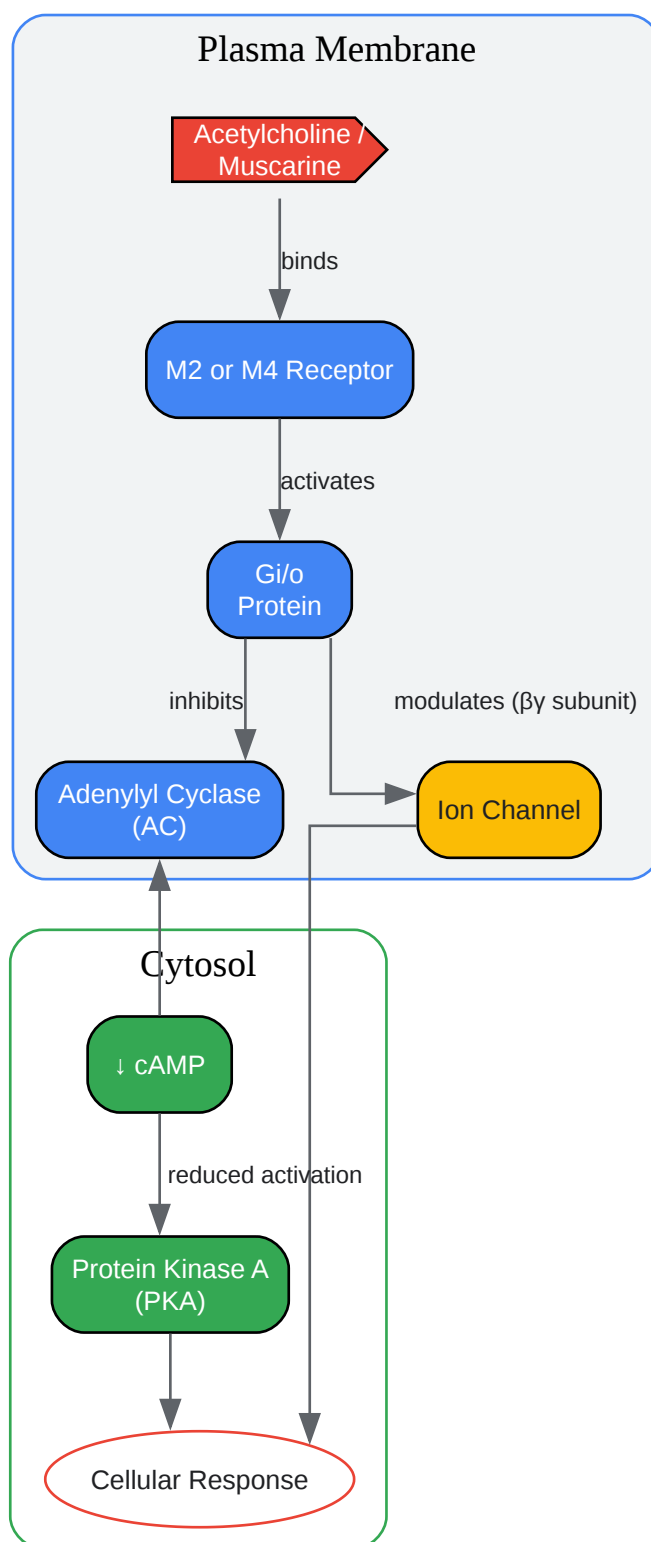 Plasma Membrane
Acetylcholine /
Muscarine
binds
M2 or M4 Receptor
activates
Gi/o
Protein
inhibits
modulates (βγ subunit)
Adenylyl Cyclase
(AC)
Ion Channel
Cytosol
↓ cAMP
reduced activation
Protein Kinase A
(PKA)
Cellular Response